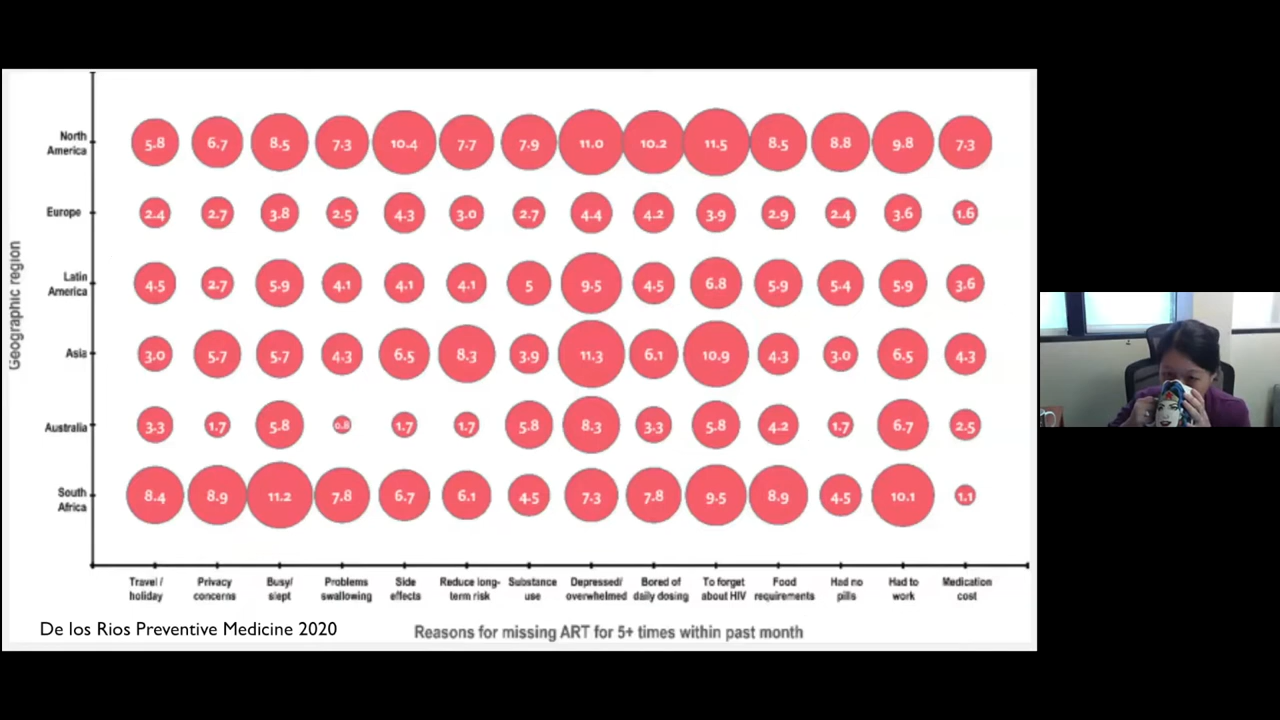 North
America
5.8 6.7 8.5 7.3 10.4 7.7 7.9 11.0 10.2 11.5 8.5 8.8 9.8 7.3
Europe
2.4 2.7 3.8 2.5 4.3 3.0 2.7 4.4 4.2 3.9 2.9 2.4 3.6 1.6
Latin
America
4.5 2.7 5.9 4.1 4.1 4.1 5 9.5 4.5 6.8 5.9 5.4 5.9 3.6
Asia
3.0 5.7 5.7 4.3 6.5 8.3 3.9 11.3 6.1 10.9 4.3 3.0 6.5 4.3
Australia
3.3 1.7 5.8 0.8 1.7 1.7 5.8 8.3 3.3 5.8 4.2 1.7 6.7 2.5
South
Africa
8.4 8.9 11.2 7.8 6.7 6.1 4.5 7.3 7.8 9.5 8.9 4.5 10.1 1.1
Geographic region
Travel /
holiday
Privacy
concerns
Busy/
slept
Problems
swallowing
Side
effects
Reduce long-
term risk
Substance
use
Depressed/
overwhelmed
Bored of
daily dosing
To forget
about HIV
Food
requirements
Had no
pills
Had to
work
Medication
cost
De los Rios Preventive Medicine 2020
Reasons for missing ART for 5+ times within past month